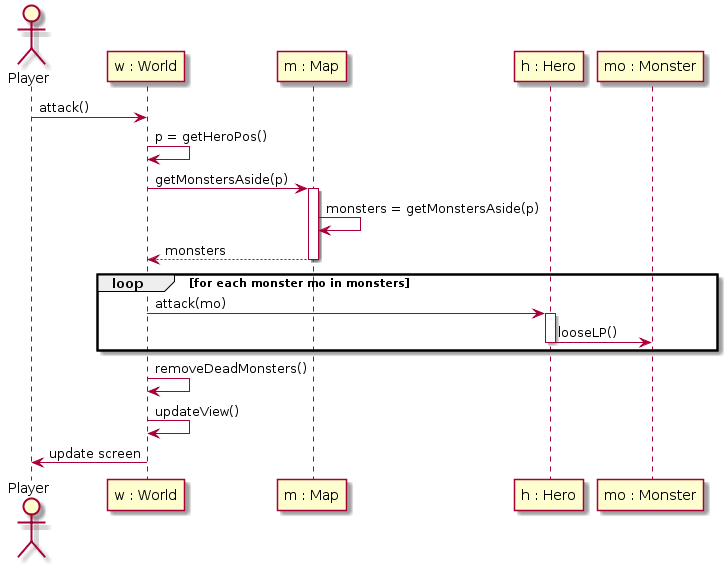 Player
w : World
m : Map
h : Hero
mo : Monster
attack()
p = getHeroPos()
getMonstersAside(p)
monsters = getMonstersAside(p)
monsters
loop [for each monster mo in monsters]
attack(mo)
looseLP()
removeDeadMonsters()
updateView()
update screen
Player
w : World
m : Map
h : Hero
mo : Monster